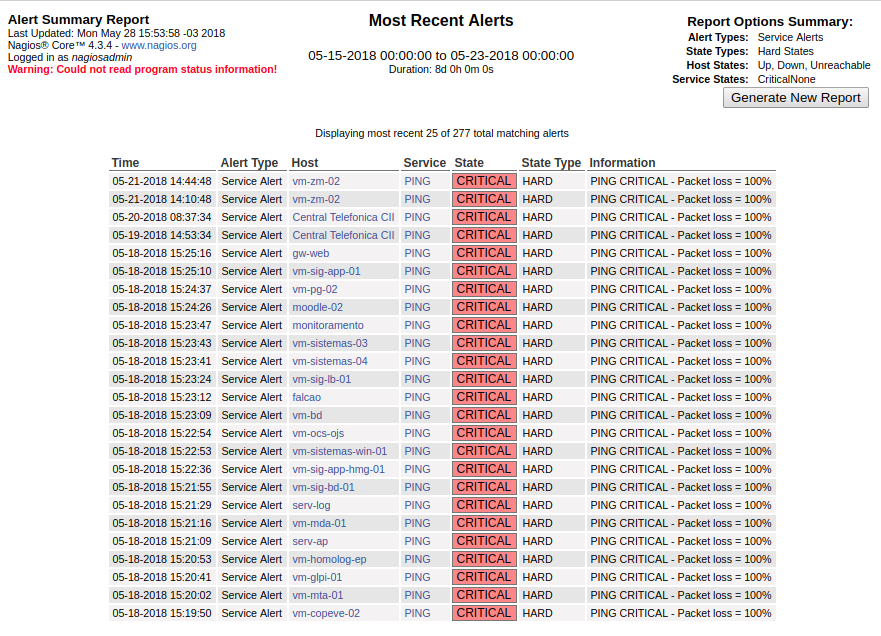 Alert Summary Report
Last Updated: Mon May 28 15:53:58 -03 2018
Nagios® Core™ 4.3.4 - www.nagios.org
Logged in as nagiosadmin
Warning: Could not read program status information!
Most Recent Alerts
05-15-2018 00:00:00 to 05-23-2018 00:00:00
Duration: 8d 0h 0m 0s
Report Options Summary:
Alert Types: Service Alerts
State Types: Hard States
Host States: Up, Down, Unreachable
Service States: CriticalNone
Generate New Report
Displaying most recent 25 of 277 total matching alerts
Time Alert Type Host Service State State Type Information
05-21-2018 14:44:48 Service Alert vm-zm-02 PING CRITICAL HARD PING CRITICAL - Packet loss = 100%
05-21-2018 14:10:48 Service Alert vm-zm-02 PING CRITICAL HARD PING CRITICAL - Packet loss = 100%
05-20-2018 08:37:34 Service Alert Central Telefonica CII PING CRITICAL HARD PING CRITICAL - Packet loss = 100%
05-19-2018 14:53:34 Service Alert Central Telefonica CII PING CRITICAL HARD PING CRITICAL - Packet loss = 100%
05-18-2018 15:25:16 Service Alert gw-web PING CRITICAL HARD PING CRITICAL - Packet loss = 100%
05-18-2018 15:25:10 Service Alert vm-sig-app-01 PING CRITICAL HARD PING CRITICAL - Packet loss = 100%
05-18-2018 15:24:37 Service Alert vm-pg-02 PING CRITICAL HARD PING CRITICAL - Packet loss = 100%
05-18-2018 15:24:26 Service Alert moodle-02 PING CRITICAL HARD PING CRITICAL - Packet loss = 100%
05-18-2018 15:23:47 Service Alert monitoramento PING CRITICAL HARD PING CRITICAL - Packet loss = 100%
05-18-2018 15:23:43 Service Alert vm-sistemas-03 PING CRITICAL HARD PING CRITICAL - Packet loss = 100%
05-18-2018 15:23:41 Service Alert vm-sistemas-04 PING CRITICAL HARD PING CRITICAL - Packet loss = 100%
05-18-2018 15:23:24 Service Alert vm-sig-lb-01 PING CRITICAL HARD PING CRITICAL - Packet loss = 100%
05-18-2018 15:23:12 Service Alert falcao PING CRITICAL HARD PING CRITICAL - Packet loss = 100%
05-18-2018 15:23:09 Service Alert vm-bd PING CRITICAL HARD PING CRITICAL - Packet loss = 100%
05-18-2018 15:22:54 Service Alert vm-ocs-ojs PING CRITICAL HARD PING CRITICAL - Packet loss = 100%
05-18-2018 15:22:53 Service Alert vm-sistemas-win-01 PING CRITICAL HARD PING CRITICAL - Packet loss = 100%
05-18-2018 15:22:36 Service Alert vm-sig-app-hmg-01 PING CRITICAL HARD PING CRITICAL - Packet loss = 100%
05-18-2018 15:21:55 Service Alert vm-sig-bd-01 PING CRITICAL HARD PING CRITICAL - Packet loss = 100%
05-18-2018 15:21:29 Service Alert serv-log PING CRITICAL HARD PING CRITICAL - Packet loss = 100%
05-18-2018 15:21:16 Service Alert vm-mda-01 PING CRITICAL HARD PING CRITICAL - Packet loss = 100%
05-18-2018 15:21:09 Service Alert serv-ap PING CRITICAL HARD PING CRITICAL - Packet loss = 100%
05-18-2018 15:20:53 Service Alert vm-homolog-ep PING CRITICAL HARD PING CRITICAL - Packet loss = 100%
05-18-2018 15:20:41 Service Alert vm-glpi-01 PING CRITICAL HARD PING CRITICAL - Packet loss = 100%
05-18-2018 15:20:02 Service Alert vm-mta-01 PING CRITICAL HARD PING CRITICAL - Packet loss = 100%
05-18-2018 15:19:50 Service Alert vm-copeve-02 PING CRITICAL HARD PING CRITICAL - Packet loss = 100%